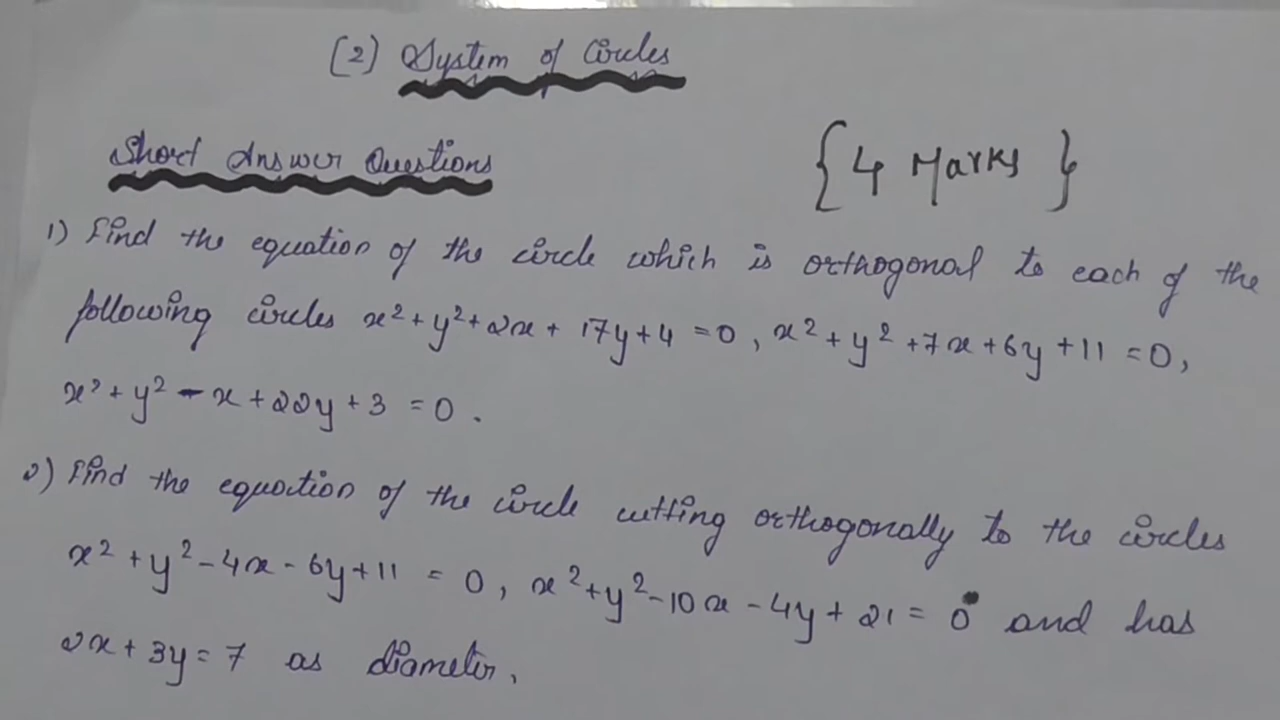 (2) System of Circles
Short Answer Questions
{4 Marks}
1) Find the equation of the circle which is orthogonal to each of the
following circles x²+y²+2x+17y+4=0, x²+y²+7x+6y+11=0,
x²+y²-x+22y+3=0.
2) Find the equation of the circle cutting orthogonally to the circles
x²+y²-4x-6y+11=0, x²+y²-10x-4y+21=0 and has
2x+3y=7 as diameter.